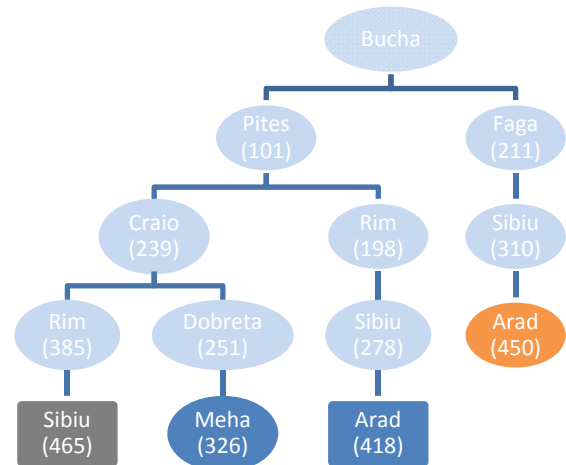 Bucha
Pites
(101)
Faga
(211)
Craio
(239)
Rim
(198)
Sibiu
(310)
Rim
(385)
Dobreta
(251)
Sibiu
(278)
Arad
(450)
Sibiu
(465)
Meha
(326)
Arad
(418)